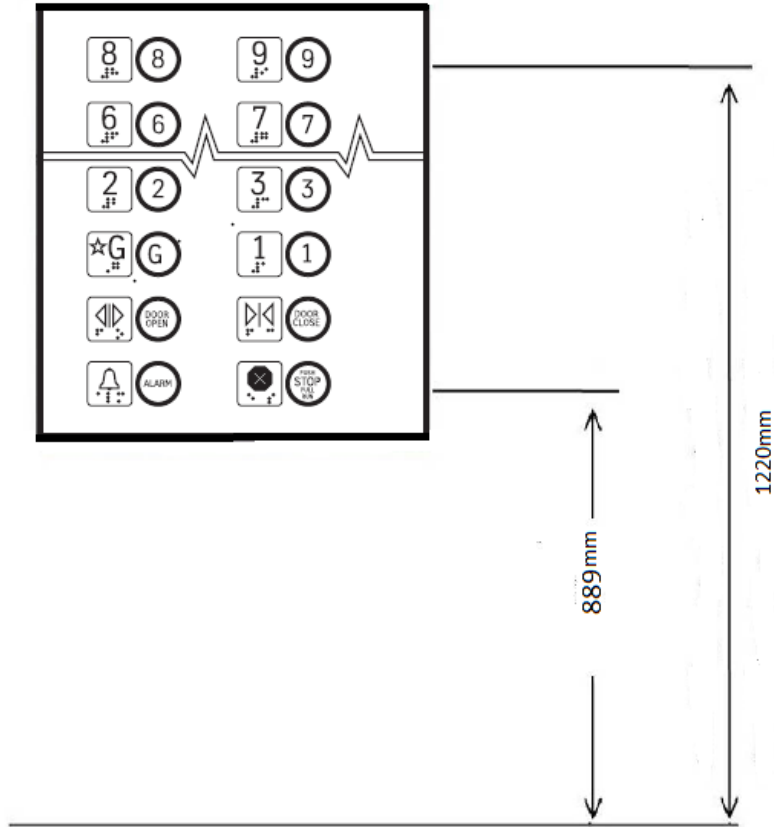 8 8 9 9
6 6 7 7
2 2 3 3
☆G G 1 1
DOOR OPEN DOOR CLOSE
ALARM PUSH STOP PULL RUN
889mm
1220mm